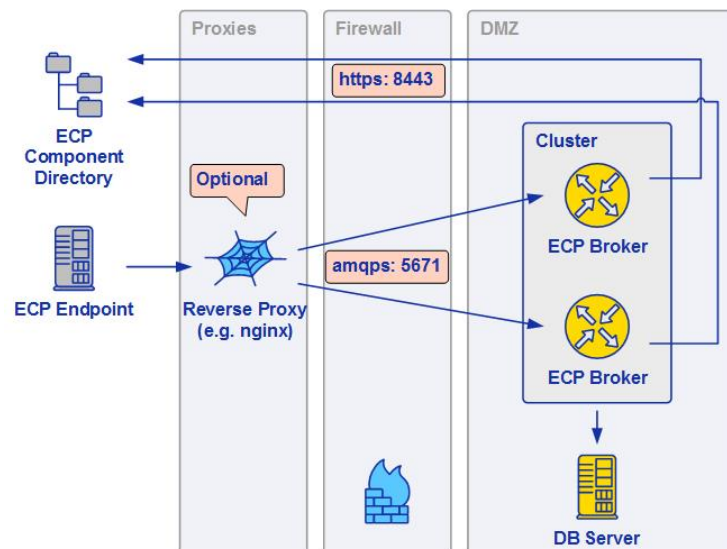 Proxies
Firewall
DMZ
https: 8443
ECP
Component
Directory
Cluster
Optional
ECP Broker
amqps: 5671
ECP Endpoint
Reverse Proxy
(e.g. nginx)
ECP Broker
DB Server